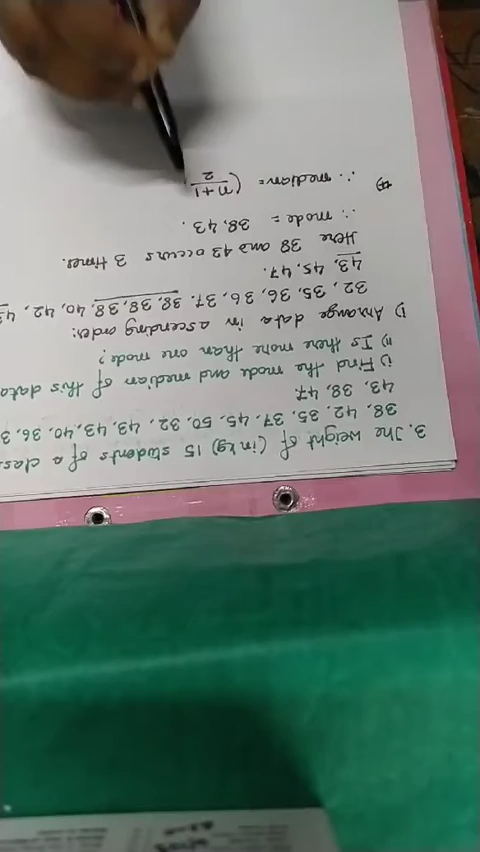 3. The weight of (in kg) 15 students of a class
38. 42. 35. 37. 45. 50. 32. 43. 43. 40. 36. 3
43. 38. 47.
i) Find the mode and median of this data
ii) Is there more than one mode?
1) Arrange data in ascending order:
32, 35. 36, 36, 37. 38, 38, 38. 40, 42,
43, 45, 47.
Here 38 and 43 occurs 3 times.
∴ mode = 38, 43.
∴ median = (n+1
2